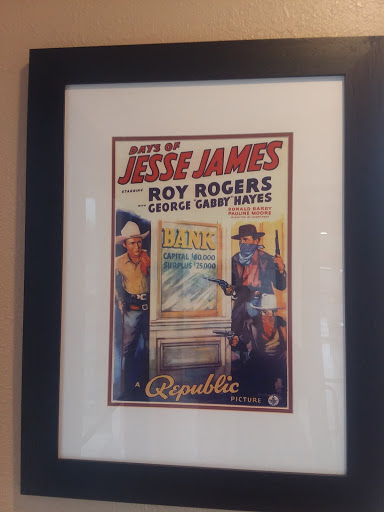 DAYS OF
JESSE JAMES
STARRING
ROY ROGERS
WITH
GEORGE "GABBY" HAYES
DONALD BARRY
PAULINE MOORE
BANK
CAPITAL $60,000
SURPLUS $25,000
A Republic
PICTURE